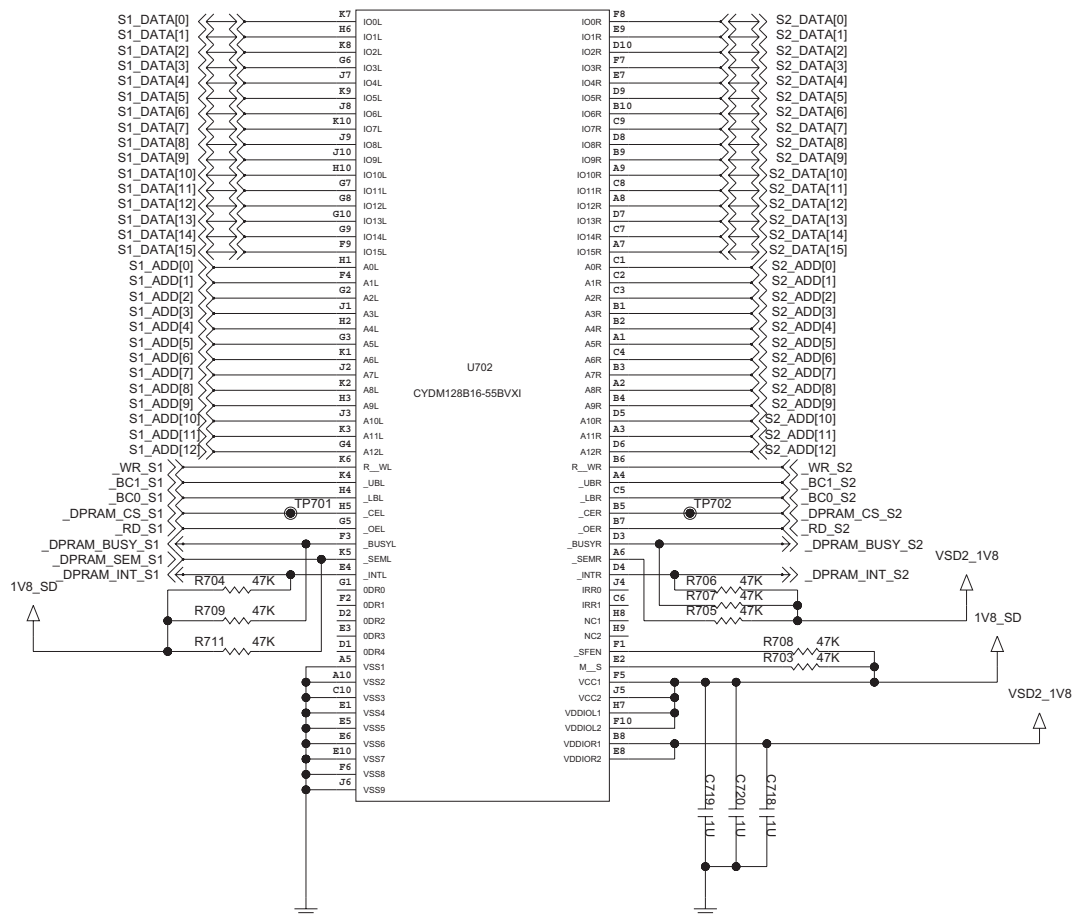 S1_DATA[0] K7 IO0L IO0R F8 S2_DATA[0]
S1_DATA[1] H6 IO1L IO1R E9 S2_DATA[1]
S1_DATA[2] K8 IO2L IO2R D10 S2_DATA[2]
S1_DATA[3] G6 IO3L IO3R F7 S2_DATA[3]
S1_DATA[4] J7 IO4L IO4R E7 S2_DATA[4]
S1_DATA[5] K9 IO5L IO5R D9 S2_DATA[5]
S1_DATA[6] J8 IO6L IO6R B10 S2_DATA[6]
S1_DATA[7] K10 IO7L IO7R C9 S2_DATA[7]
S1_DATA[8] J9 IO8L IO8R D8 S2_DATA[8]
S1_DATA[9] J10 IO9L IO9R B9 S2_DATA[9]
S1_DATA[10] H10 IO10L IO10R A9 S2_DATA[10]
S1_DATA[11] G7 IO11L IO11R C8 S2_DATA[11]
S1_DATA[12] G8 IO12L IO12R A8 S2_DATA[12]
S1_DATA[13] G10 IO13L IO13R D7 S2_DATA[13]
S1_DATA[14] G9 IO14L IO14R C7 S2_DATA[14]
S1_DATA[15] F9 IO15L IO15R A7 S2_DATA[15]
S1_ADD[0] H1 A0L A0R C1 S2_ADD[0]
S1_ADD[1] F4 A1L A1R C2 S2_ADD[1]
S1_ADD[2] G2 A2L A2R C3 S2_ADD[2]
S1_ADD[3] J1 A3L A3R B1 S2_ADD[3]
S1_ADD[4] H2 A4L A4R B2 S2_ADD[4]
S1_ADD[5] G3 A5L A5R A1 S2_ADD[5]
S1_ADD[6] K1 A6L A6R C4 S2_ADD[6]
U702
S1_ADD[7] J2 A7L A7R B3 S2_ADD[7]
S1_ADD[8] K2 A8L A8R A2 S2_ADD[8]
CYDM128B16-55BVXI
S1_ADD[9] H3 A9L A9R B4 S2_ADD[9]
S1_ADD[10] J3 A10L A10R D5 S2_ADD[10]
S1_ADD[11] K3 A11L A11R A3 S2_ADD[11]
S1_ADD[12] G4 A12L A12R D6 S2_ADD[12]
_WR_S1 K6 R__WL R__WR B6 _WR_S2
_BC1_S1 K4 _UBL _UBR A4 _BC1_S2
_BC0_S1 H4 _LBL _LBR C5 _BC0_S2
_DPRAM_CS_S1 TP701 H5 _CEL _CER B5 TP702 _DPRAM_CS_S2
_RD_S1 G5 _OEL _OER B7 _RD_S2
_DPRAM_BUSY_S1 F3 _BUSYL _BUSYR D3 _DPRAM_BUSY_S2
_DPRAM_SEM_S1 K5 _SEML _SEMR A6 VSD2_1V8
_DPRAM_INT_S1 E4 _INTL _INTR D4 _DPRAM_INT_S2
1V8_SD R704 47K G1 0DR0 IRR0 J4 R706 47K
F2 0DR1 IRR1 C6 R707 47K
R709 47K D2 0DR2 NC1 H8 R705 47K 1V8_SD
E3 0DR3 NC2 H9
R711 47K D1 0DR4 _SFEN F1 R708 47K
A5 VSS1 M__S E2 R703 47K
A10 VSS2 VCC1 F5
C10 VSS3 VCC2 J5 VSD2_1V8
E1 VSS4 VDDIOL1 H7
E5 VSS5 VDDIOL2 F10
E6 VSS6 VDDIOR1 B8
E10 VSS7 VDDIOR2 E8
F6 VSS8
J6 VSS9
C719 1U
C720 1U
C718 1U